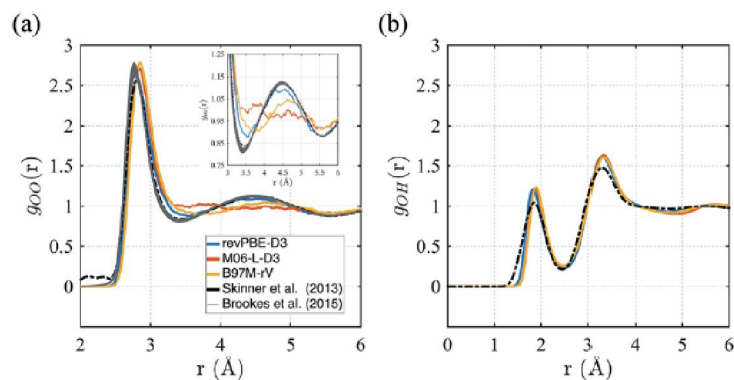 (a)
(b)
3
2.5
2
1.5
1
0.5
0
gOO(r)
1.25
1.15
1.05
0.95
0.85
0.75
goo(r)
3 3.5 4 4.5 5 5.5 6
r (Å)
revPBE-D3
M06-L-D3
B97M-rV
Skinner et al. (2013)
Brookes et al. (2015)
2 3 4 5 6
r (Å)
3
2.5
2
1.5
1
0.5
0
gOH(r)
0 1 2 3 4 5 6
r (Å)